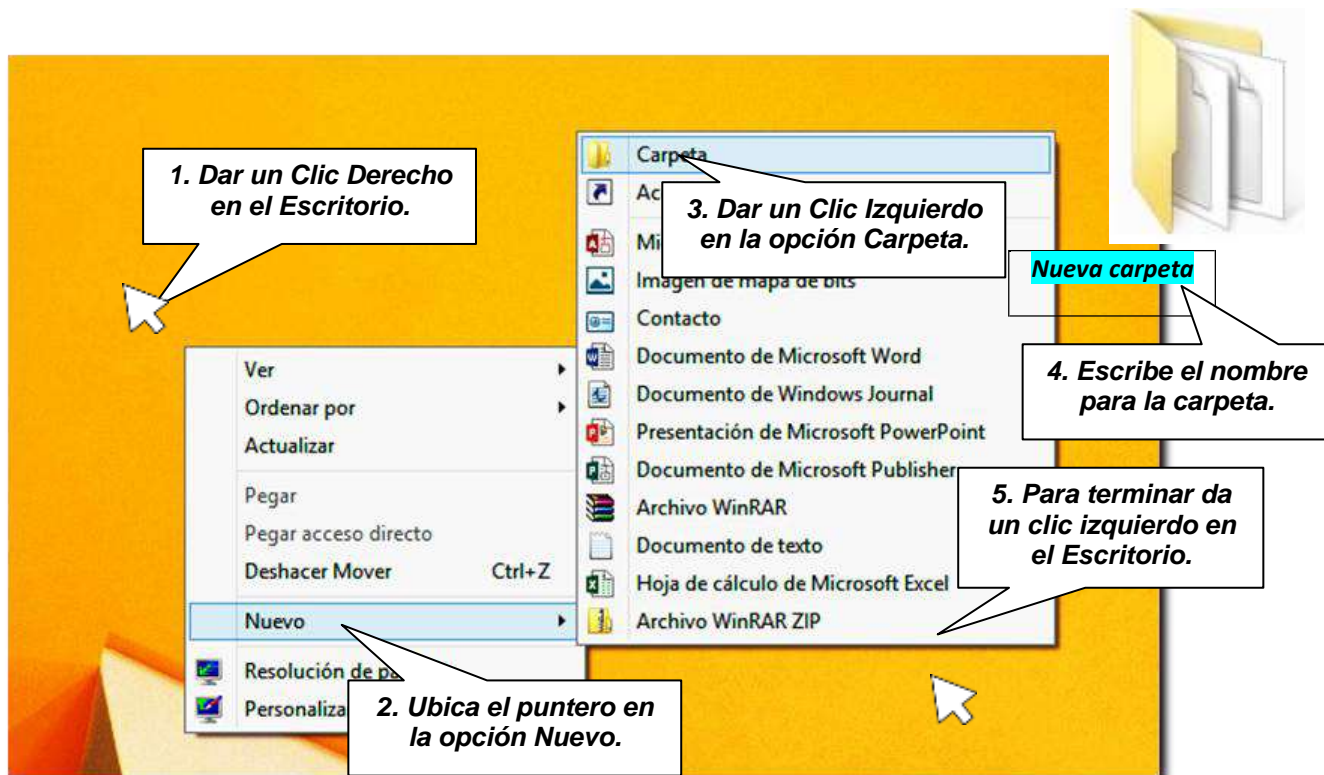 1. Dar un Clic Derecho
en el Escritorio.
Carpeta
Ac
3. Dar un Clic Izquierdo
en la opción Carpeta.
Mi
Imagen de mapa de bits
Nueva carpeta
Contacto
Documento de Microsoft Word
4. Escribe el nombre
para la carpeta.
Documento de Windows Journal
Presentación de Microsoft PowerPoint
Documento de Microsoft Publisher
Archivo WinRAR
5. Para terminar da
un clic izquierdo en
el Escritorio.
Documento de texto
Hoja de cálculo de Microsoft Excel
Archivo WinRAR ZIP
Ver
Ordenar por
Actualizar
Pegar
Pegar acceso directo
Deshacer Mover Ctrl+Z
Nuevo
Resolución de pa
Personaliza
2. Ubica el puntero en
la opción Nuevo.